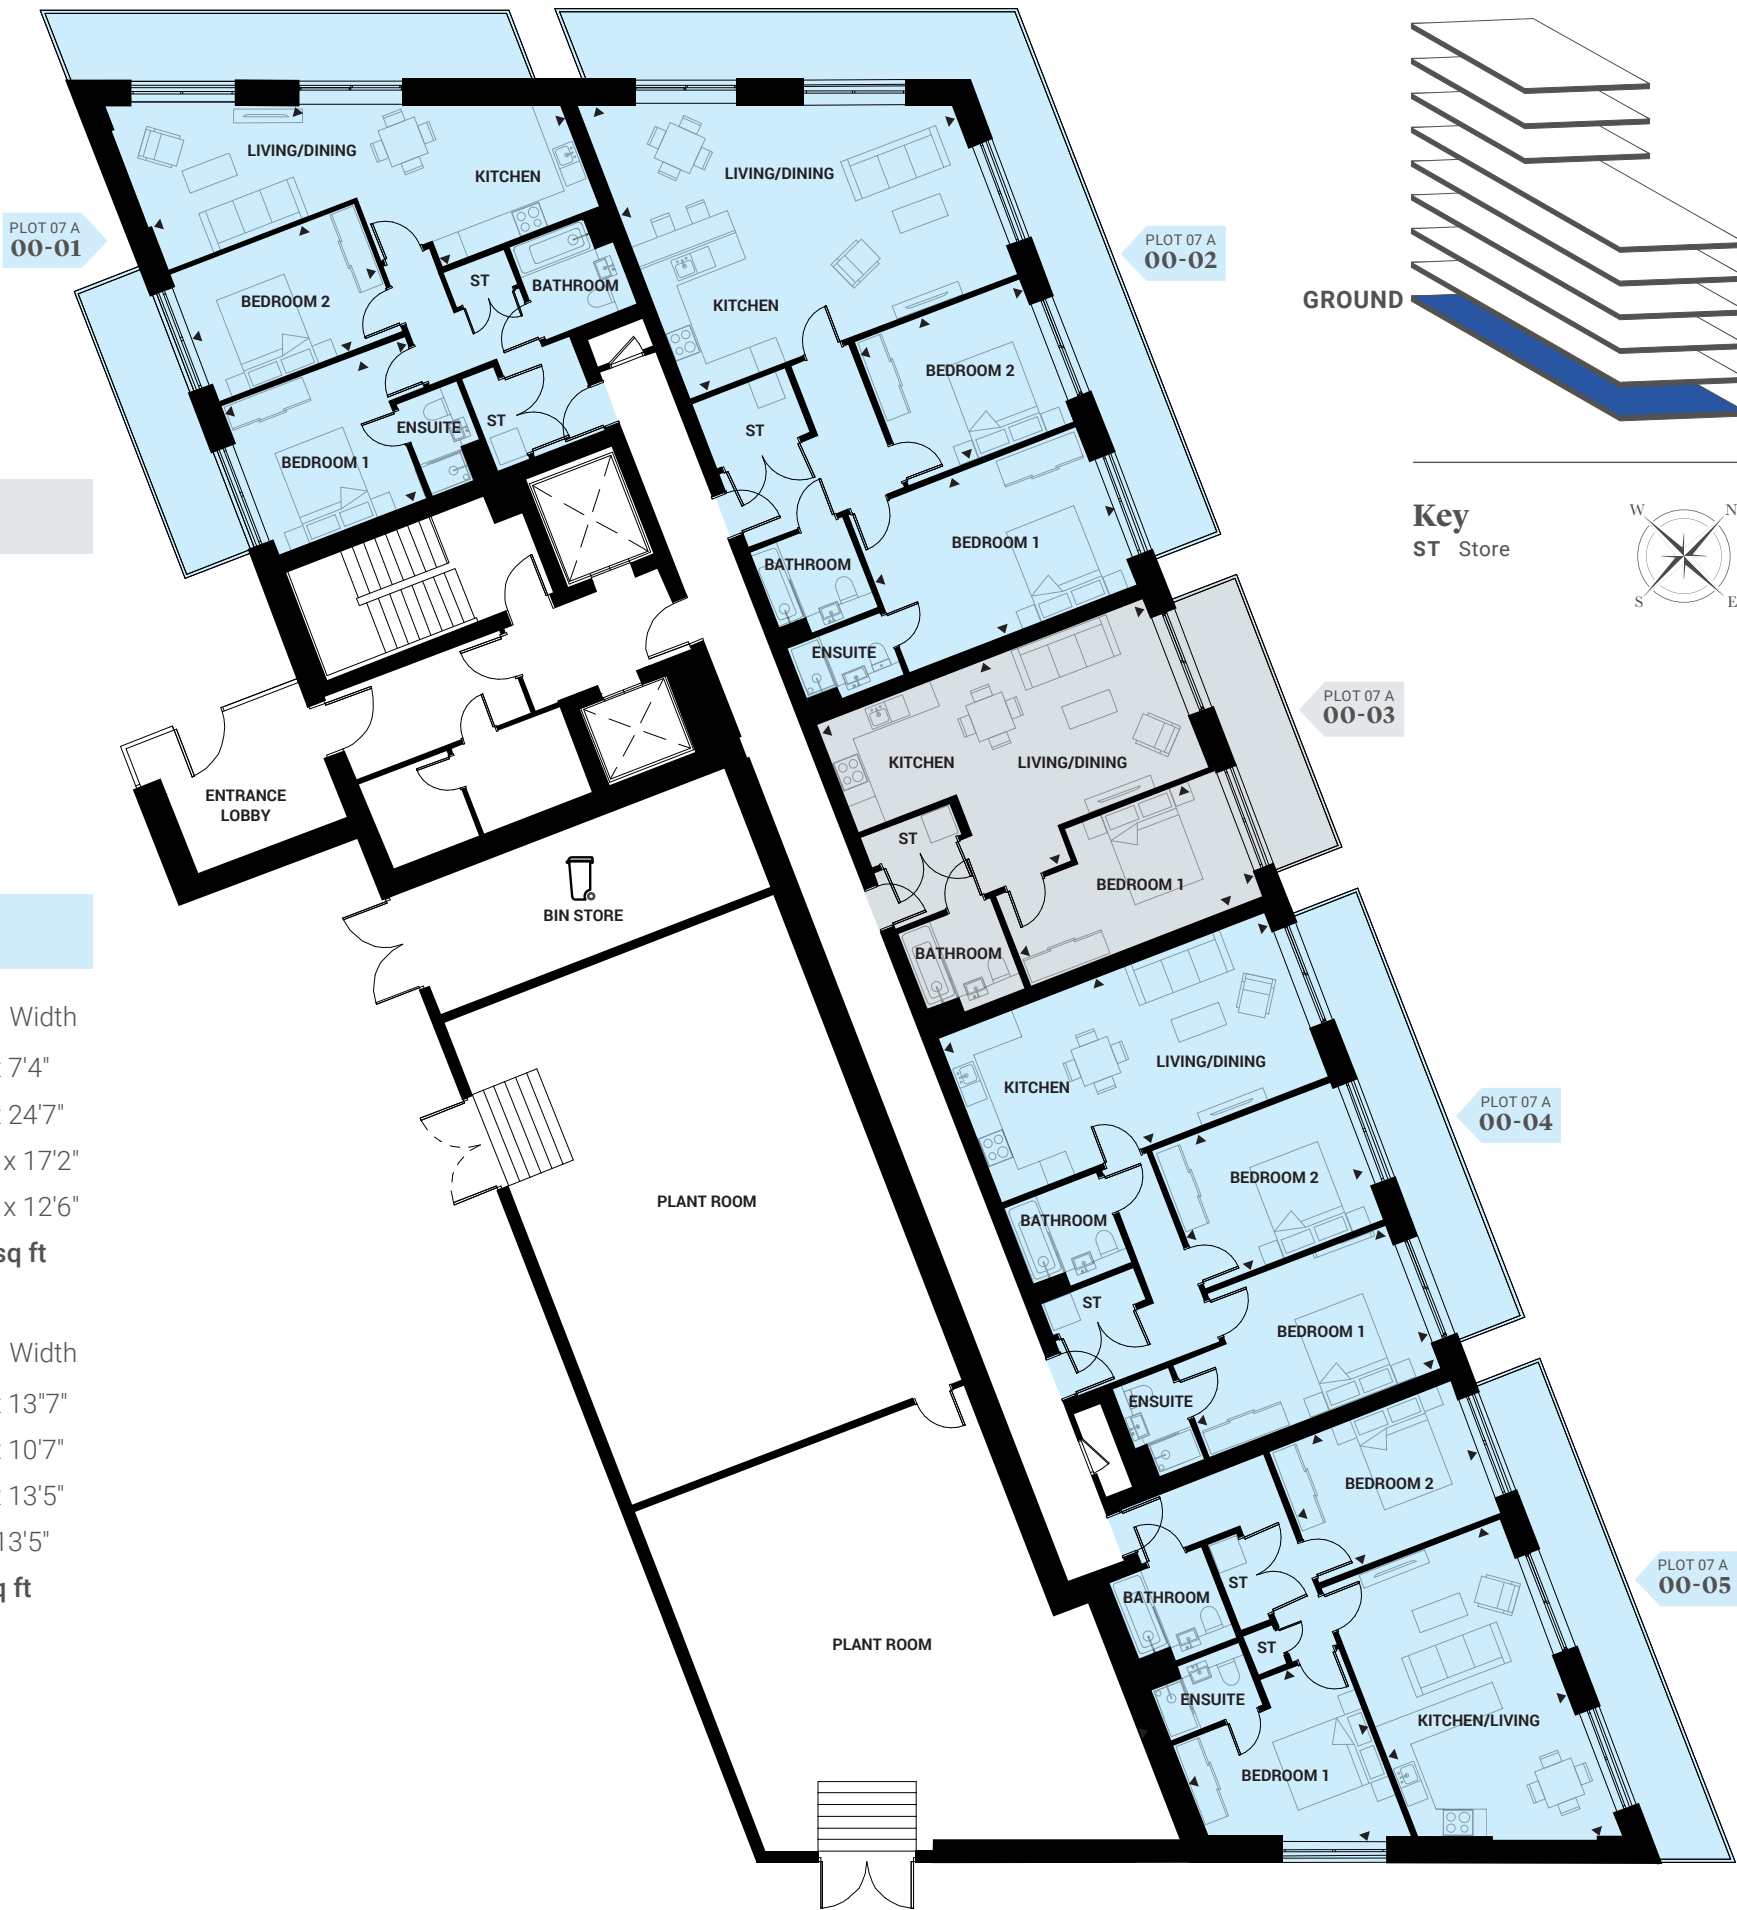 PLOT 07 A
00-01
LIVING/DINING
KITCHEN
BEDROOM 2
ST
BATHROOM
BEDROOM 1
ENSUITE
ST
LIVING/DINING
KITCHEN
BEDROOM 2
ST
BEDROOM 1
BATHROOM
ENSUITE
PLOT 07 A
00-02
GROUND
Key
ST Store
W
N
S
E
KITCHEN
LIVING/DINING
ST
BEDROOM 1
BATHROOM
PLOT 07 A
00-03
ENTRANCE
LOBBY
BIN STORE
LIVING/DINING
KITCHEN
BEDROOM 2
BATHROOM
ST
BEDROOM 1
ENSUITE
PLOT 07 A
00-04
PLANT ROOM
BEDROOM 2
ST
BATHROOM
ST
ENSUITE
KITCHEN/LIVING
BEDROOM 1
PLOT 07 A
00-05
PLANT ROOM
Width
7'4"
24'7"
x 17'2"
x 12'6"
sq ft
Width
13"7"
10'7"
13'5"
13'5"
ft